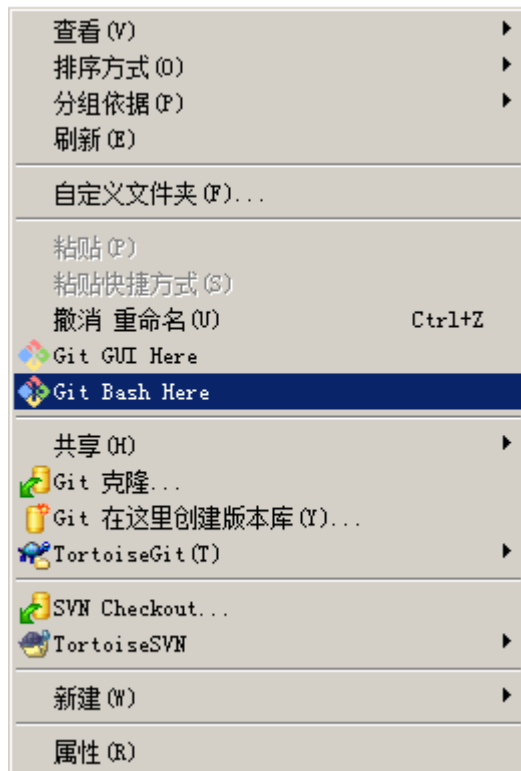 查看(V)
排序方式(O)
分组依据(P)
刷新(E)
自定义文件夹(F)...
粘贴(P)
粘贴快捷方式(S)
撤消 重命名(U) Ctrl+Z
Git GUI Here
Git Bash Here
共享(H)
Git 克隆...
Git 在这里创建版本库(Y)...
TortoiseGit(T)
SVN Checkout...
TortoiseSVN
新建(W)
属性(R)